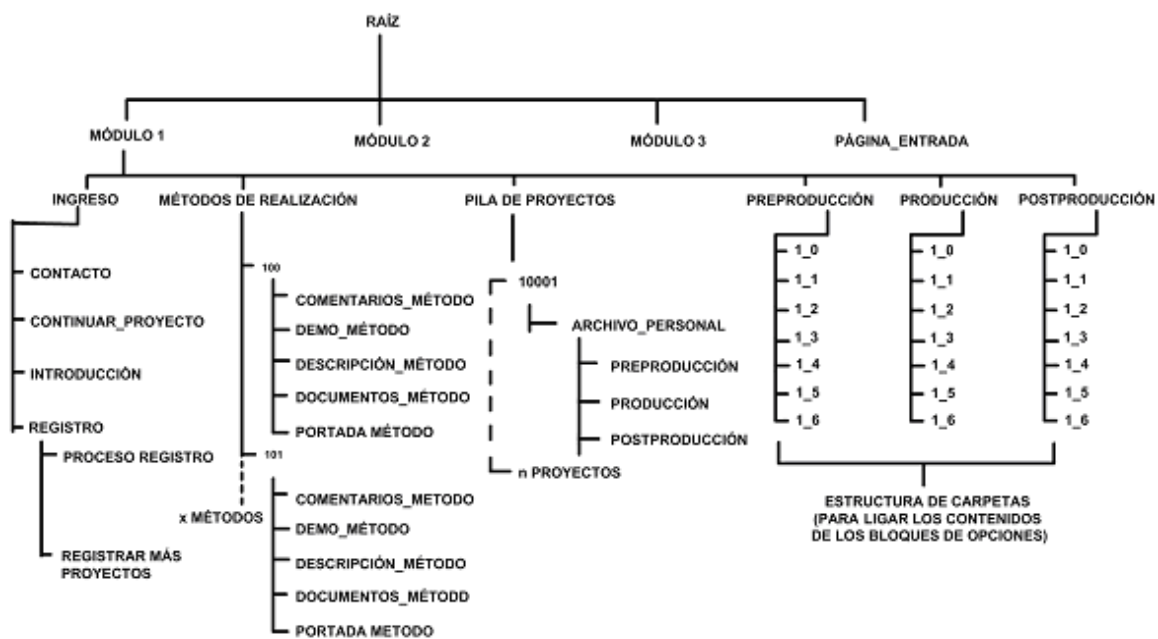 RAÍZ
MÓDULO 1
MÓDULO 2
MÓDULO 3
PÀGINA_ENTRADA
INGRESO
MÉTODOS DE REALIZACIÓN
PILA DE PROYECTOS
PREPRODUCCIÓN
PRODUCCIÓN
POSTPRODUCCIÓN
CONTACTO
CONTINUAR_PROYECTO
INTRODUCCIÓN
REGISTRO
PROCESO REGISTRO
REGISTRAR MÁS
PROYECTOS
100
COMENTARIOS_MÉTODO
DEMO_MÉTODO
DESCRIPCIÓN_MÉTODO
DOCUMENTOS_MÉTODO
PORTADA MÉTODO
101
x MÉTODOS
COMENTARIOS_METODO
DEMO_MÉTODO
DESCRIPCIÓN_MÉTODO
DOCUMENTOS_MÉTODD
PORTADA METODO
10001
ARCHIVO_PERSONAL
PREPRODUCCIÓN
PRODUCCIÓN
POSTPRODUCCIÓN
n PROYECTOS
1_0
1_1
1_2
1_3
1_4
1_5
1_6
1_0
1_1
1_2
1_3
1_4
1_5
1_6
1_0
1_1
1_2
1_3
1_4
1_5
1_6
ESTRUCTURA DE CARPETAS
(PARA LIGAR LOS CONTENIDOS
DE LOS BLOQUES DE OPCIONES)